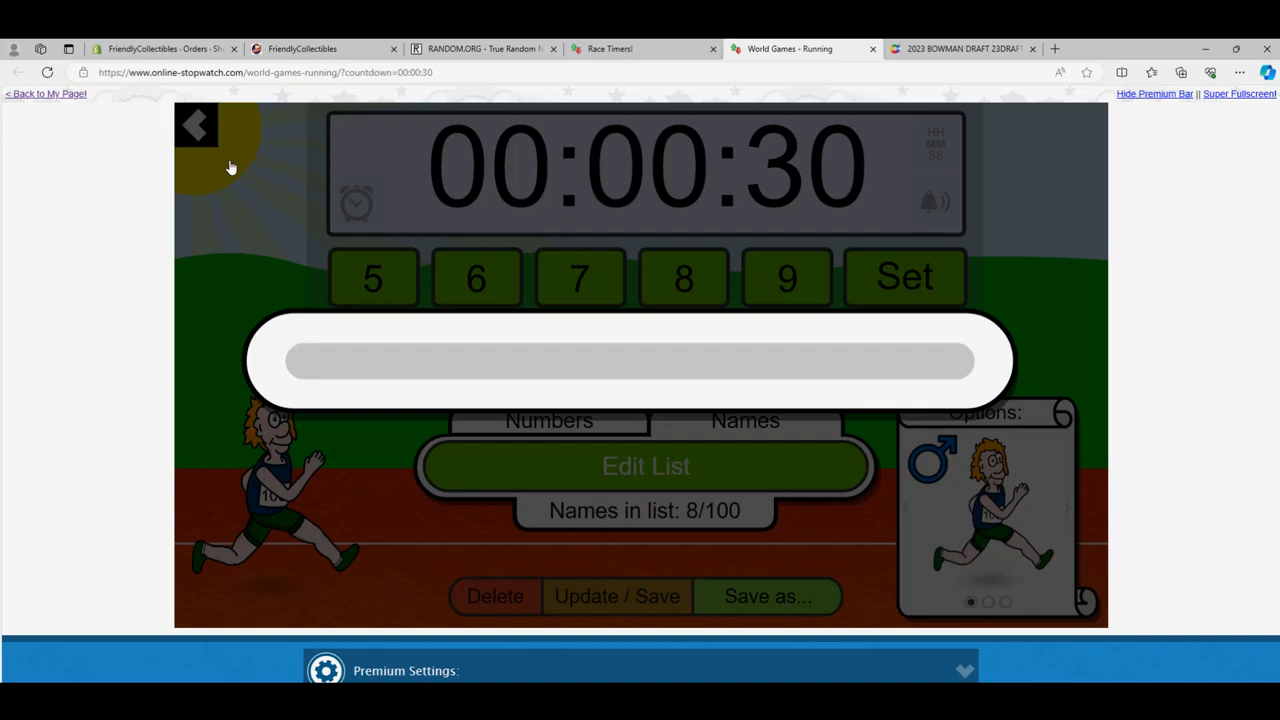 FriendlyCollectibles - Orders - Sh
FriendlyCollectibles
RANDOM.ORG - True Random N
Race Timers!
World Games - Running
2023 BOWMAN DRAFT 23DRAFT
https://www.online-stopwatch.com/world-games-running/?countdown=00:00:30
< Back to My Page!
Hide Premium Bar || Super Fullscreen!
00:00:30
HH
MM
SS
5 6 7 8 9 Set
Numbers Names
Options:
Edit List
Names in list: 8/100
Delete Update / Save Save as...
Premium Settings: